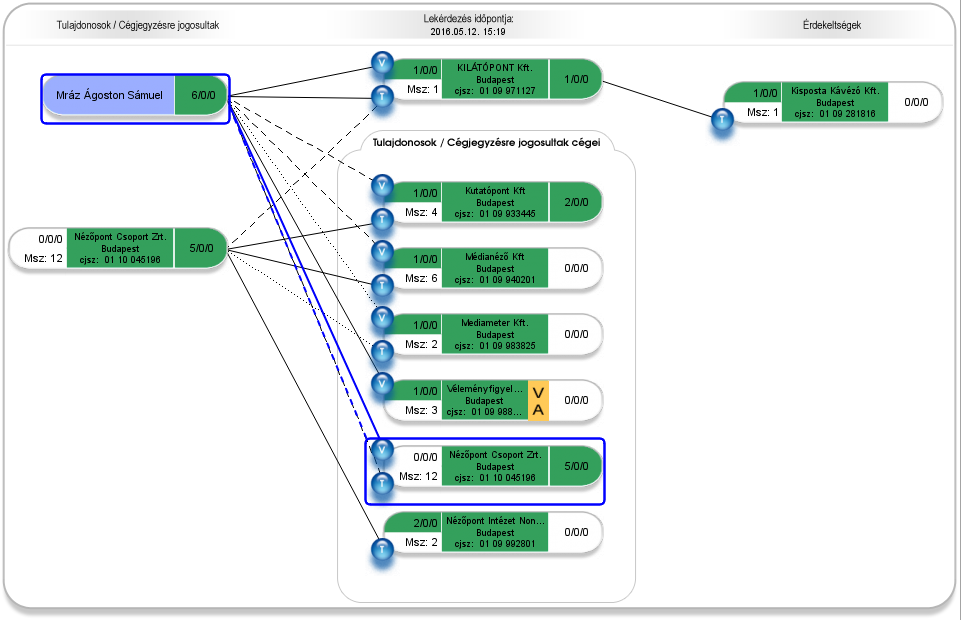 Tulajdonosok / Cégjegyzésre jogosultak
Lekérdezés időpontja:
2016.05.12. 15:19
Érdekeltségek
Mráz Ágoston Sámuel
6/0/0
V
T
1/0/0
Msz: 1
KILÁTÓPONT Kft.
Budapest
cjsz: 01 09 971127
1/0/0
T
1/0/0
Msz: 1
Kisposta Kávézó Kft.
Budapest
cjsz: 01 09 281816
0/0/0
Tulajdonosok / Cégjegyzésre jogosultak cégei
0/0/0
Msz: 12
Nézőpont Csoport Zrt.
Budapest
cjsz: 01 10 045196
5/0/0
V
T
1/0/0
Msz: 4
Kutatópont Kft
Budapest
cjsz: 01 09 933445
2/0/0
V
T
1/0/0
Msz: 6
Médianéző Kft
Budapest
cjsz: 01 09 940201
0/0/0
V
T
1/0/0
Msz: 2
Mediameter Kft.
Budapest
cjsz: 01 09 983825
0/0/0
V
1/0/0
Msz: 3
Véleményfigyel...
Budapest
cjsz: 01 09 988...
V
A
0/0/0
V
T
0/0/0
Msz: 12
Nézőpont Csoport Zrt.
Budapest
cjsz: 01 10 045196
5/0/0
T
2/0/0
Msz: 2
Nézőpont Intézet Non...
Budapest
cjsz: 01 09 992801
0/0/0